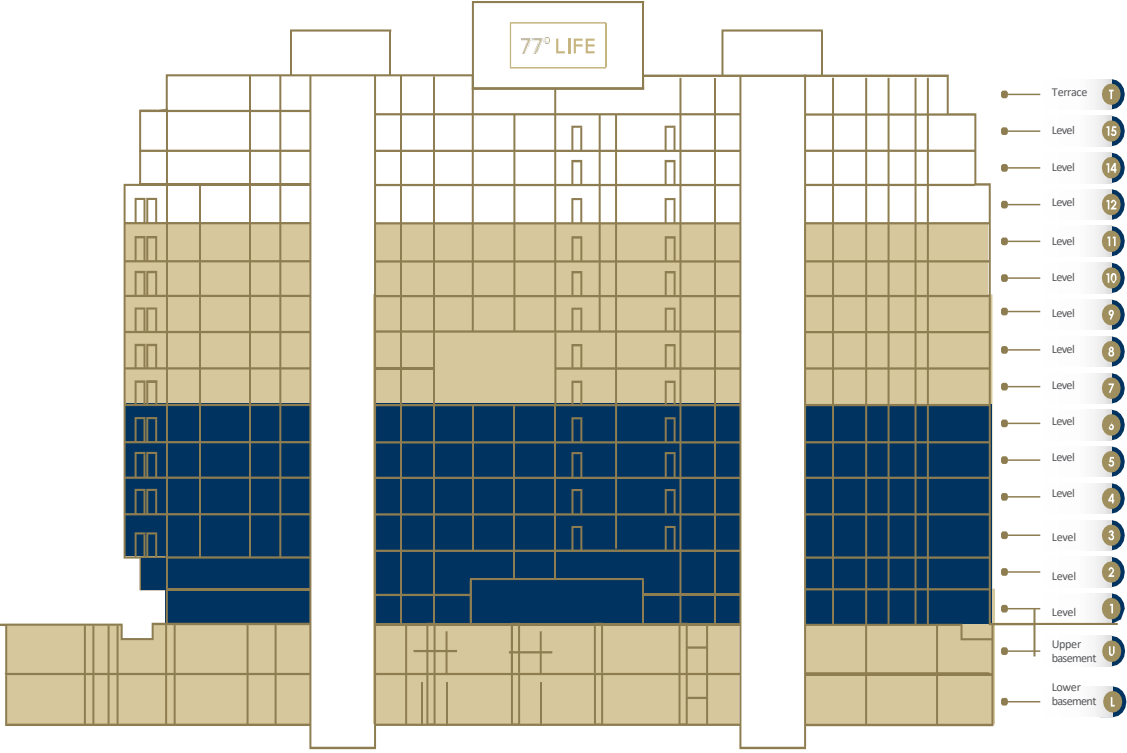 77° LIFE
Terrace T
Level 15
Level 14
Level 12
Level 11
Level 10
Level 9
Level 8
Level 7
Level 6
Level 5
Level 4
Level 3
Level 2
Level 1
Upper
basement U
Lower
basement L